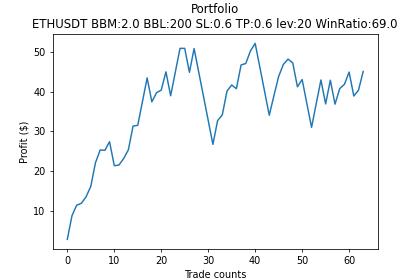 Portfolio
ETHUSDT BBM:2.0 BBL:200 SL:0.6 TP:0.6 lev:20 WinRatio:69.0
50
40
30
20
10
Profit ($)
0 10 20 30 40 50 60
Trade counts